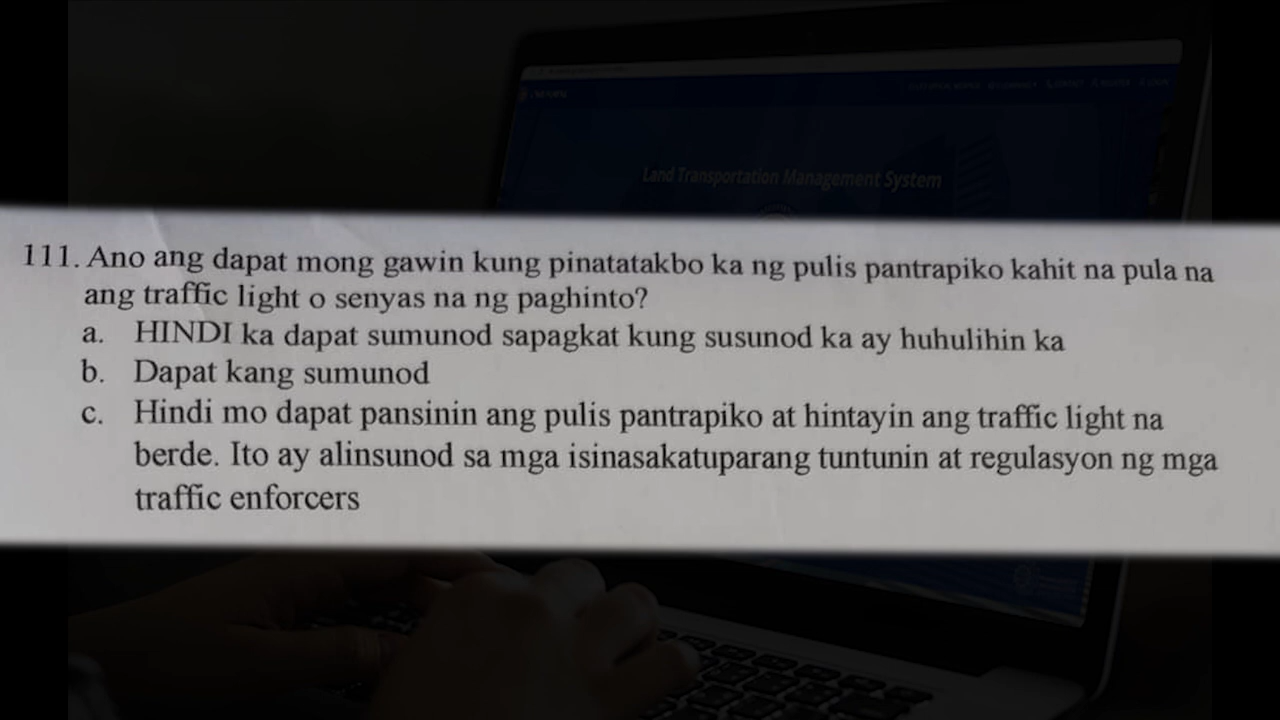 Land Transportation Management System
111. Ano ang dapat mong gawin kung pinatatakbo ka ng pulis pantrapiko kahit na pula na
ang traffic light o senyas na ng paghinto?
a. HINDI ka dapat sumunod sapagkat kung susunod ka ay huhulihin ka
b. Dapat kang sumunod
c. Hindi mo dapat pansinin ang pulis pantrapiko at hintayin ang traffic light na
berde. Ito ay alinsunod sa mga isinasakatuparang tuntunin at regulasyon ng mga
traffic enforcers